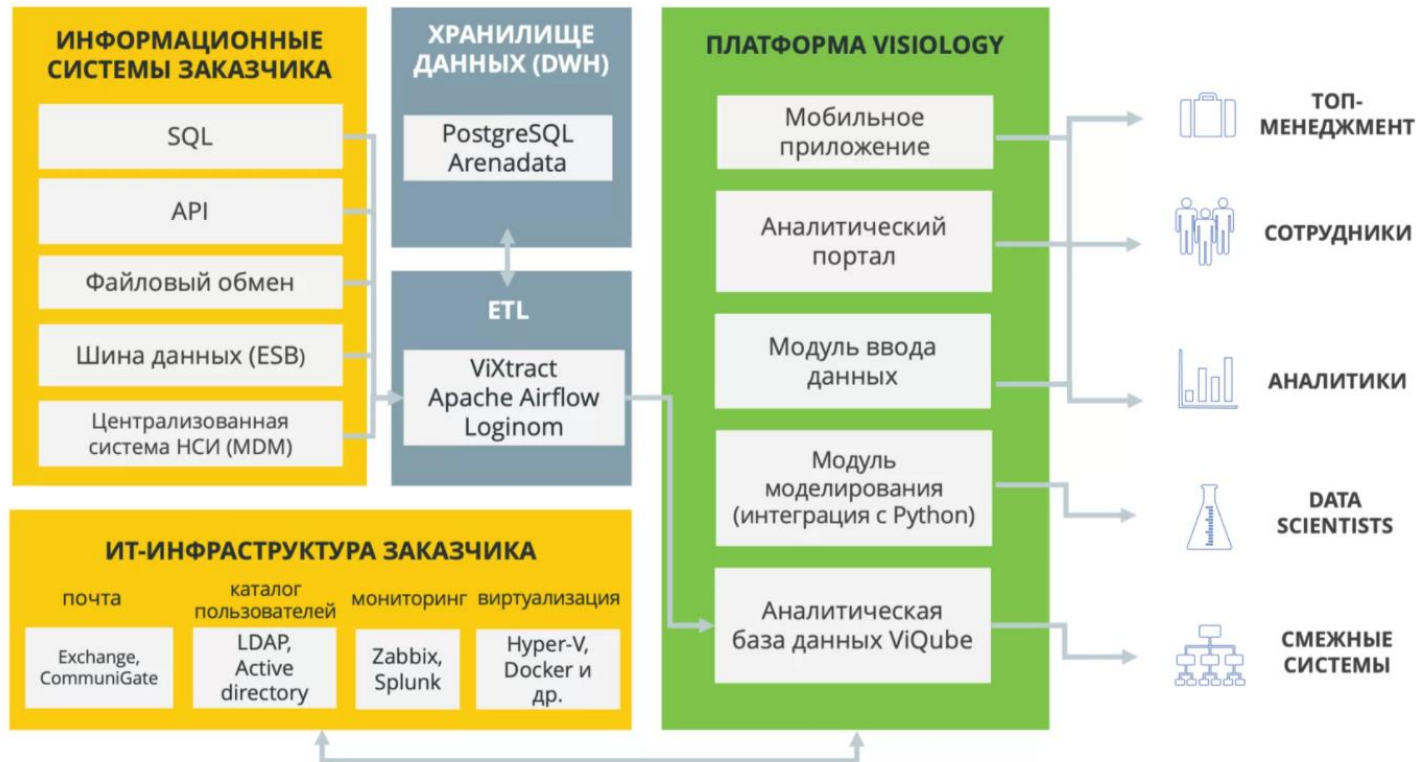 ИНФОРМАЦИОННЫЕ
СИСТЕМЫ ЗАКАЗЧИКА
SQL
API
Файловый обмен
Шина данных (ESB)
Централизованная
система НСИ (MDM)
ХРАНИЛИЩЕ
ДАННЫХ (DWH)
PostgreSQL
Arenadata
ETL
ViXtract
Apache Airflow
Loginom
ИТ-ИНФРАСТРУКТУРА ЗАКАЗЧИКА
почта
Exchange,
CommuniGate
каталог
пользователей
LDAP,
Active
directory
мониторинг
Zabbix,
Splunk
виртуализация
Hyper-V,
Docker и
др.
ПЛАТФОРМА VISIOLOGY
Мобильное
приложение
Аналитический
портал
Модуль ввода
данных
Модуль
моделирования
(интеграция с Python)
Аналитическая
база данных ViQube
ТОП-
МЕНЕДЖМЕНТ
СОТРУДНИКИ
АНАЛИТИКИ
DATA
SCIENTISTS
СМЕЖНЫЕ
СИСТЕМЫ